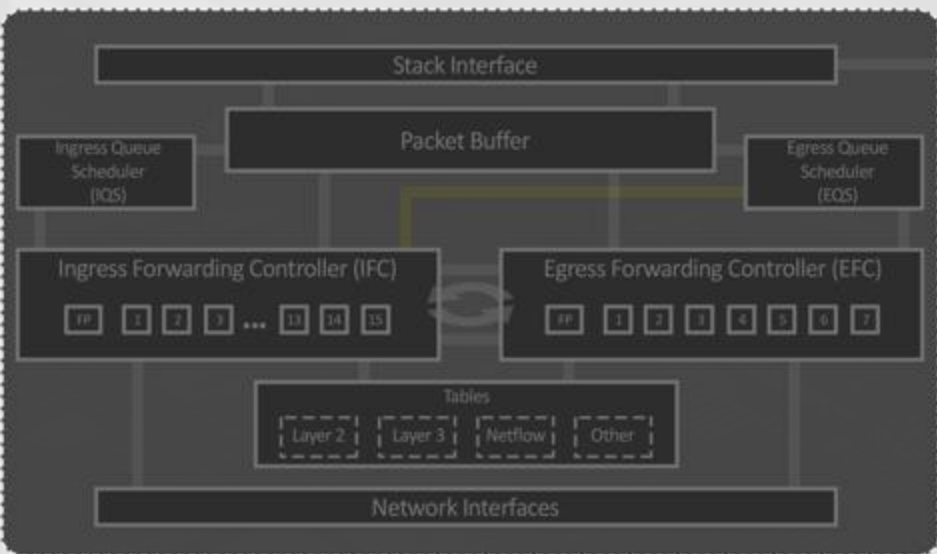 Stack Interface
Packet Buffer
Ingress Queue
Scheduler
(IQS)
Egress Queue
Scheduler
(EQS)
Ingress Forwarding Controller (IFC)
FP 1 2 3 ... 13 14 15
Egress Forwarding Controller (EFC)
FP 1 2 3 4 5 6 7
Tables
Layer 2 Layer 3 Netflow Other
Network Interfaces